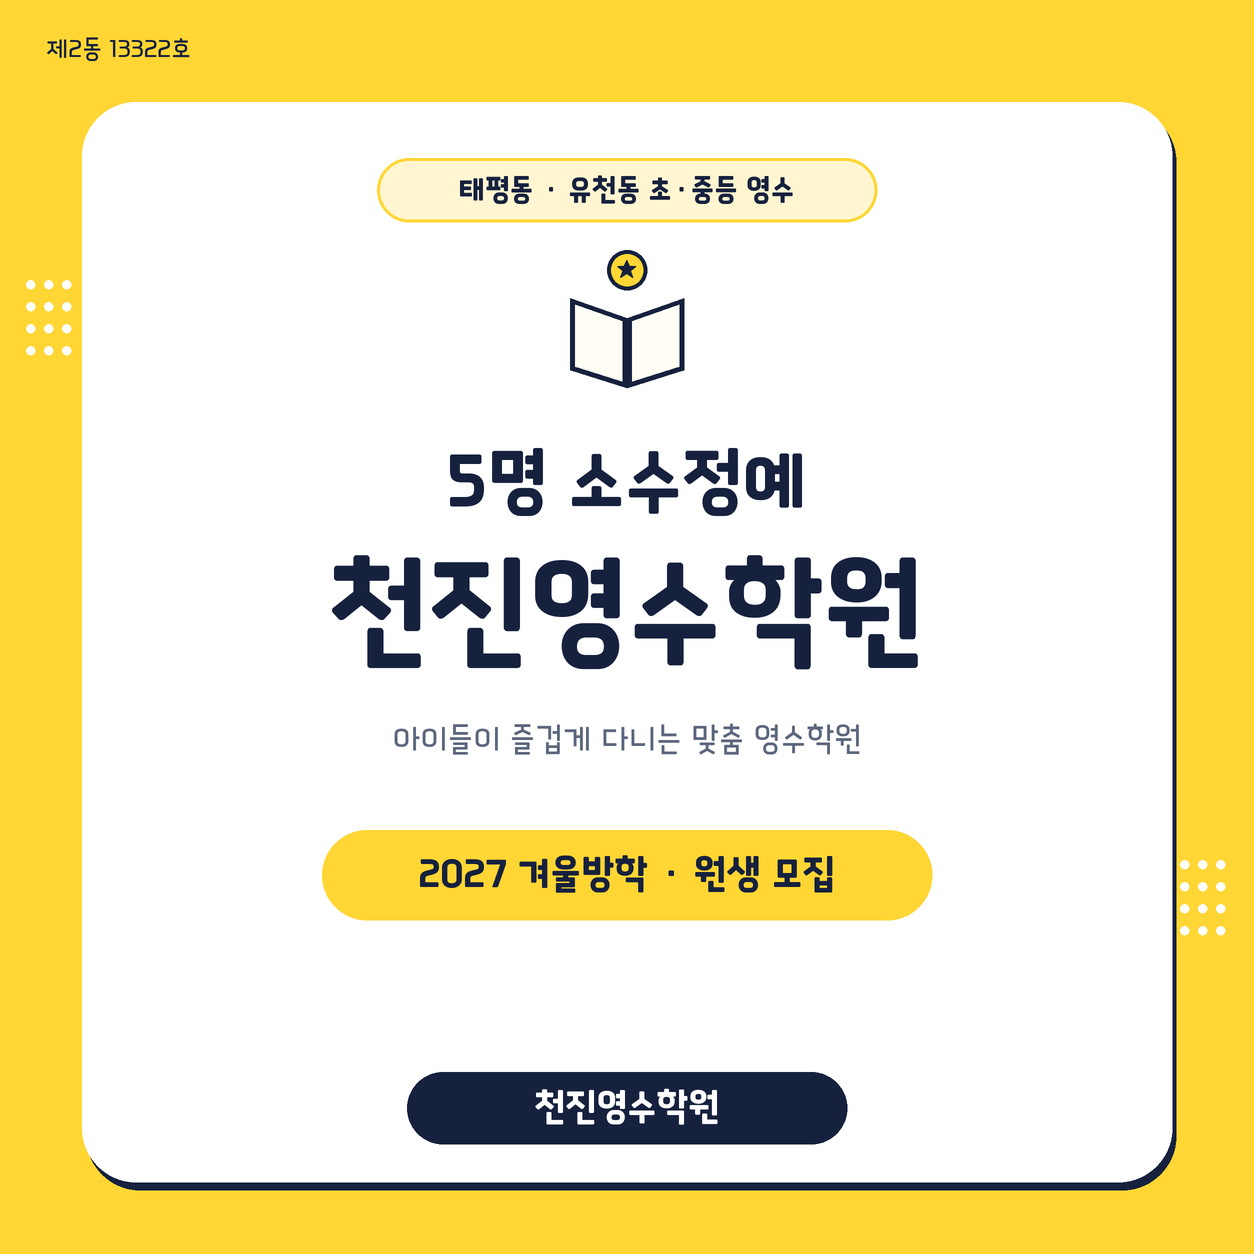 제2동 13322호
태평동 · 유천동 초·중등 영수
5명 소수정예
천진영수학원
아이들이 즐겁게 다니는 맞춤 영수학원
2027 겨울방학 · 원생 모집
천진영수학원